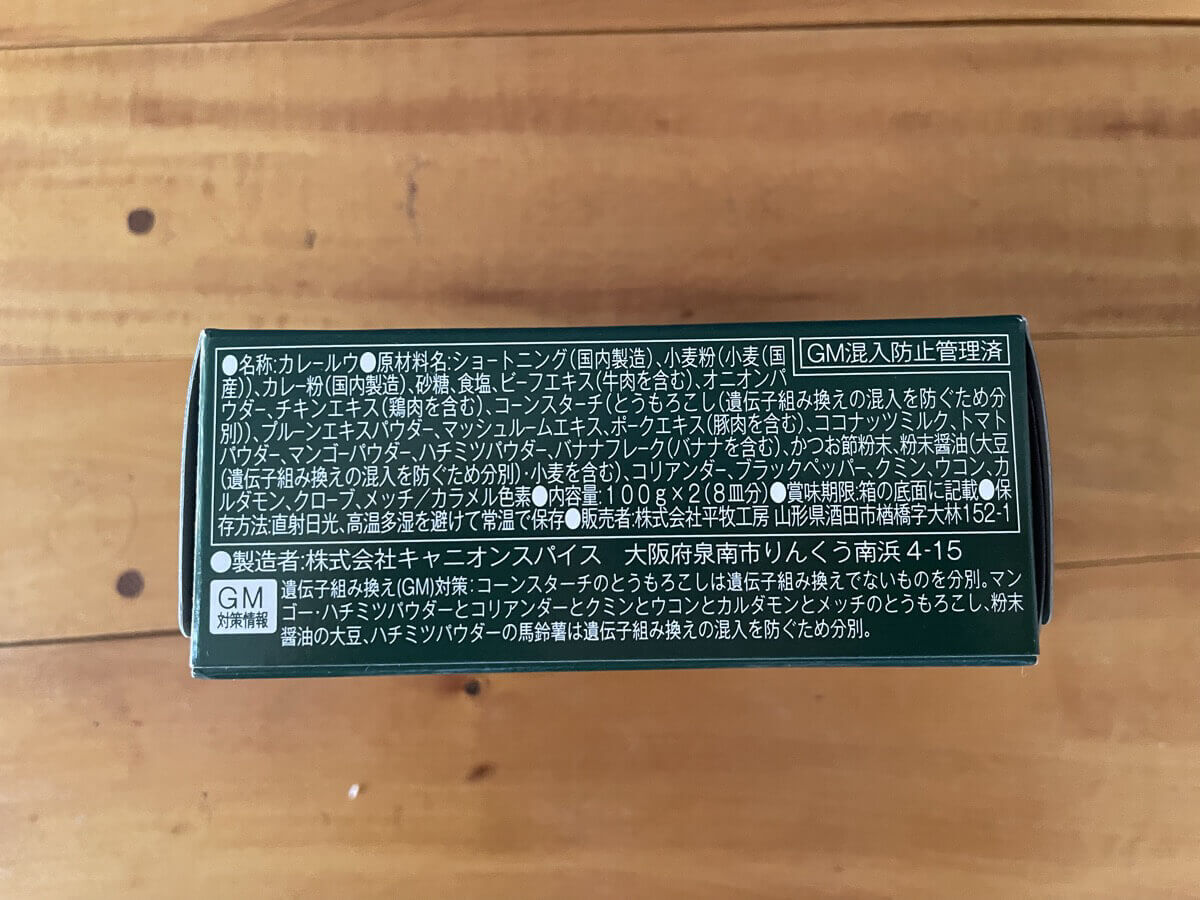 ●名称:カレールウ●原材料名:ショートニング(国内製造)、小麦粉(小麦(国
GM混入防止管理済
産))、カレー粉(国内製造)、砂糖、食塩、ビーフエキス(牛肉を含む)、オニオンパ
ウダー、チキンエキス(鶏肉を含む)、コーンスターチ(とうもろこし(遺伝子組み換えの混入を防ぐため分
別))、プルーンエキスパウダー、マッシュルームエキス、ポークエキス(豚肉を含む)、ココナッツミルク、トマト
パウダー、マンゴーパウダー、ハチミツパウダー、バナナフレーク(バナナを含む)、かつお節粉末、粉末醤油(大豆
(遺伝子組み換えの混入を防ぐため分別)・小麦を含む)、コリアンダー、ブラックペッパー、クミン、ウコン、カ
ルダモン、クローブ、メッチ/カラメル色素●内容量:100g×2(8皿分)●賞味期限:箱の底面に記載●保
存方法:直射日光、高温多湿を避けて常温で保存●販売者:株式会社平牧工房 山形県酒田市楢橋字大林152-1
●製造者:株式会社キャニオンスパイス 大阪府泉南市りんくう南浜4-15
GM
対策情報
遺伝子組み換え(GM)対策:コーンスターチのとうもろこしは遺伝子組み換えでないものを分別。マン
ゴー・ハチミツパウダーとコリアンダーとクミンとウコンとカルダモンとメッチのとうもろこし、粉末
醤油の大豆、ハチミツパウダーの馬鈴薯は遺伝子組み換えの混入を防ぐため分別。